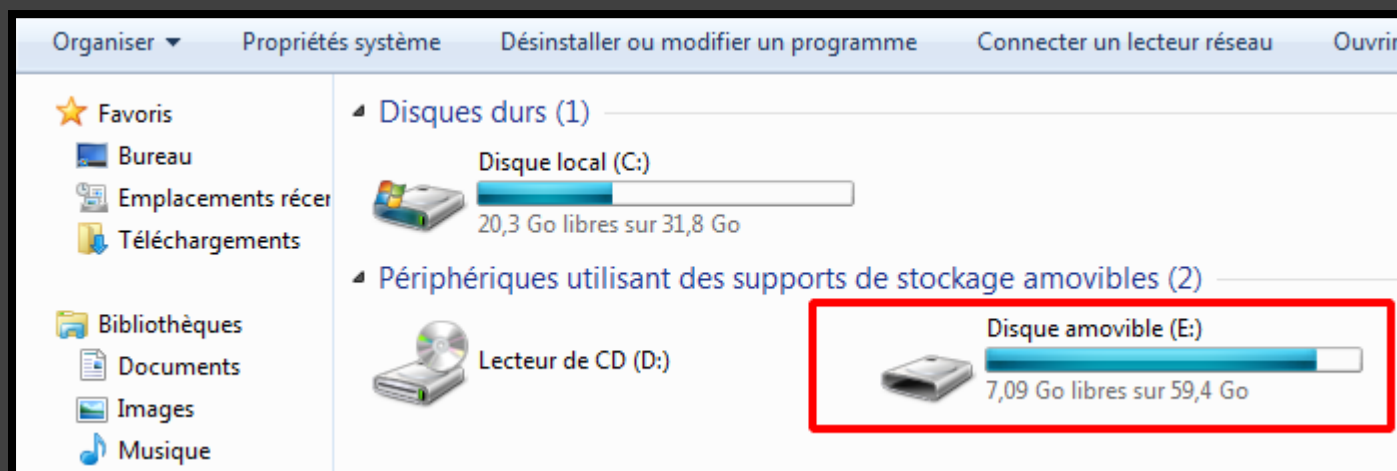 Organiser Propriétés système Désinstaller ou modifier un programme Connecter un lecteur réseau Ouvrir
Favoris
Bureau
Emplacements récer
Téléchargements
Bibliothèques
Documents
Images
Musique
Disques durs (1)
Disque local (C:)
20,3 Go libres sur 31,8 Go
Périphériques utilisant des supports de stockage amovibles (2)
Lecteur de CD (D:)
Disque amovible (E:)
7,09 Go libres sur 59,4 Go